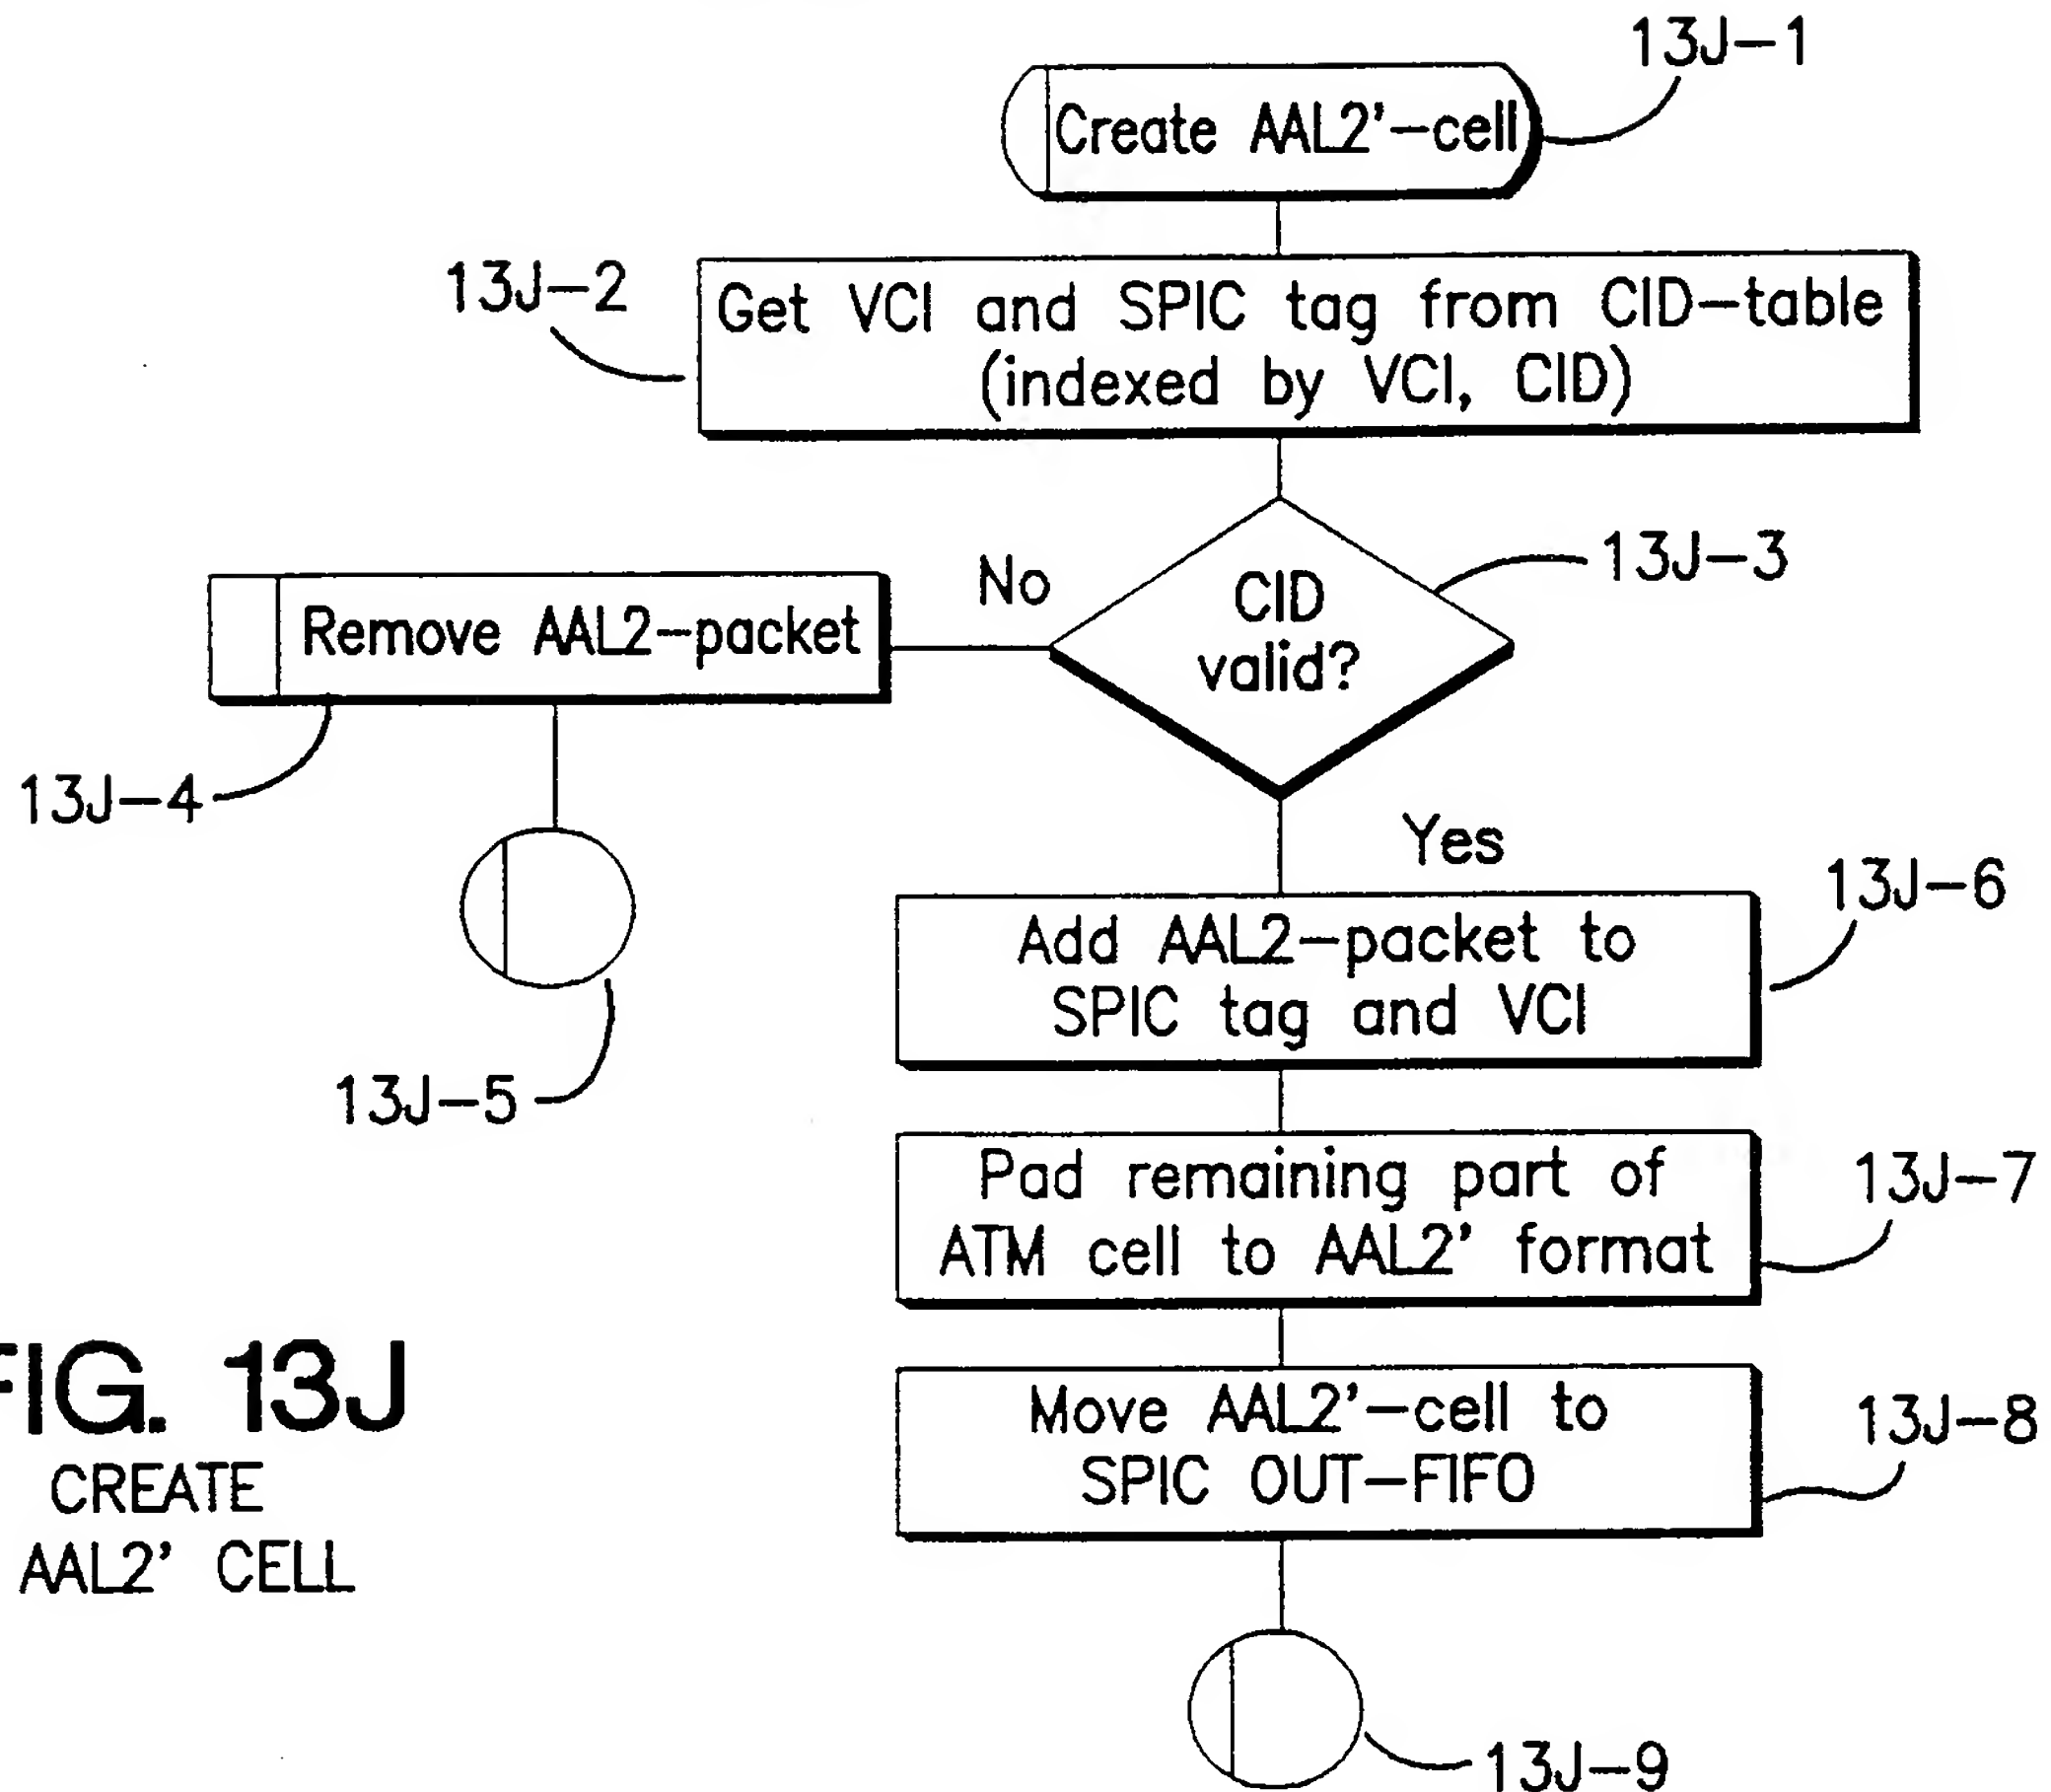 13J-1
Create AAL2'-cell
13J-2
Get VCI and SPIC tag from CID-table
(indexed by VCI, CID)
13J-3
No
CID
valid?
Remove AAL2-packet
13J-4
Yes
13J-5
13J-6
Add AAL2-packet to
SPIC tag and VCI
13J-7
Pad remaining part of
ATM cell to AAL2' format
13J-8
Move AAL2'-cell to
SPIC OUT-FIFO
13J-9
FIG. 13J
CREATE
AAL2' CELL